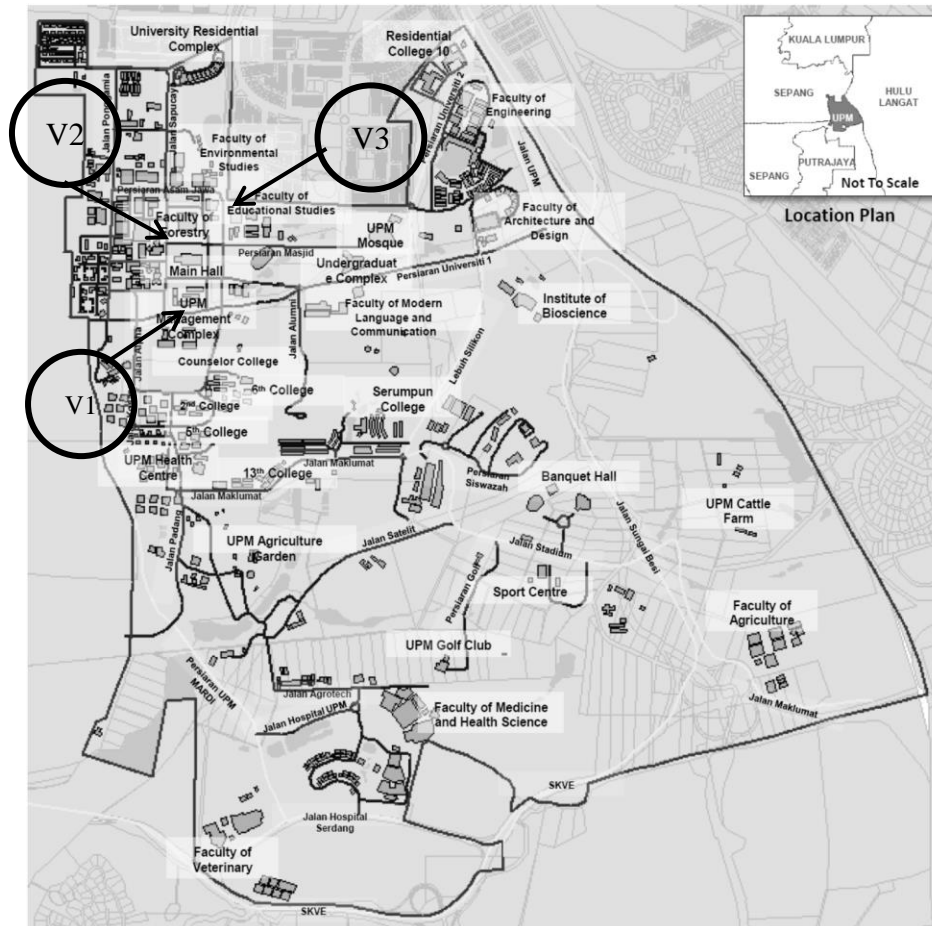 University Residential
Complex
Residential
College 10
KUALA LUMPUR
SEPANG
HULU
LANGAT
UPM
PUTRAJAYA
SEPANG
Not To Scale
Location Plan
V2
V3
V1
Jalan Sapucaya
Persiaran Universiti 2
Faculty of
Engineering
Jalan UPM
Faculty of
Environmental
Studies
Persiaran Asam Jawa
Faculty of
Educational Studies
Faculty of
Forestry
Faculty of
Architecture and
Design
UPM
Mosque
Persiaran Masjid
Main Hall
Undergraduat
e Complex
Persiaran Universiti 1
UPM
Management
Complex
Jalan Alumni
Faculty of Modern
Language and
Communication
Institute of
Bioscience
Lebuh Silikon
Counselor College
6th College
2nd College
5th College
Serumpun
College
UPM Health
Centre
13th College
Jalan Maklumat
Jalan Maklumat
Persiaran
Siswazah
Banquet Hall
UPM Cattle
Farm
Jalan Padang
UPM Agriculture
Garden
Jalan Satelit
Jalan Stadium
Jalan Sungai Besi
Persiaran Golf
Sport Centre
Faculty of
Agriculture
UPM Golf Club
Persiaran UPM
MARDI
Jalan Agrotech
Jalan Hospital UPM
Faculty of Medicine
and Health Science
Jalan Maklumat
SKVE
Jalan Hospital
Serdang
Faculty of
Veterinary
SKVE